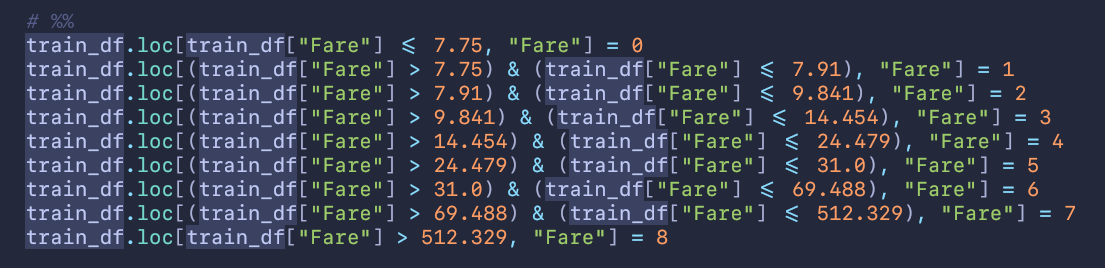 # %%
train_df.loc[train_df["Fare"] <= 7.75, "Fare"] = 0
train_df.loc[(train_df["Fare"] > 7.75) & (train_df["Fare"] <= 7.91), "Fare"] = 1
train_df.loc[(train_df["Fare"] > 7.91) & (train_df["Fare"] <= 9.841), "Fare"] = 2
train_df.loc[(train_df["Fare"] > 9.841) & (train_df["Fare"] <= 14.454), "Fare"] = 3
train_df.loc[(train_df["Fare"] > 14.454) & (train_df["Fare"] <= 24.479), "Fare"] = 4
train_df.loc[(train_df["Fare"] > 24.479) & (train_df["Fare"] <= 31.0), "Fare"] = 5
train_df.loc[(train_df["Fare"] > 31.0) & (train_df["Fare"] <= 69.488), "Fare"] = 6
train_df.loc[(train_df["Fare"] > 69.488) & (train_df["Fare"] <= 512.329), "Fare"] = 7
train_df.loc[train_df["Fare"] > 512.329, "Fare"] = 8